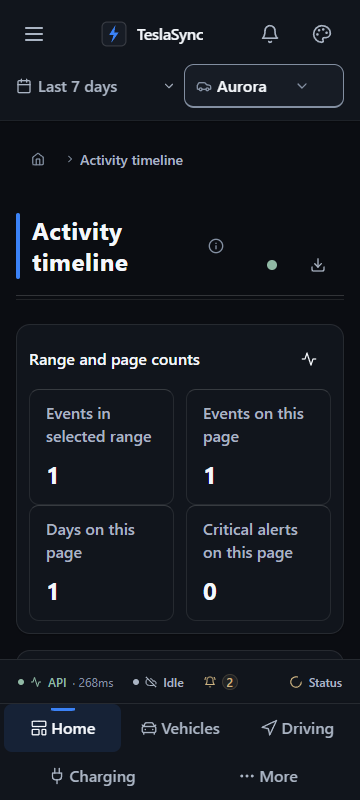 TeslaSync
Last 7 days
Aurora
Activity timeline
Activity
timeline
Range and page counts
Events in
selected range
1
Events on this
page
1
Days on this
page
1
Critical alerts
on this page
0
API · 268ms
Idle
2
Status
Home
Vehicles
Driving
Charging
More